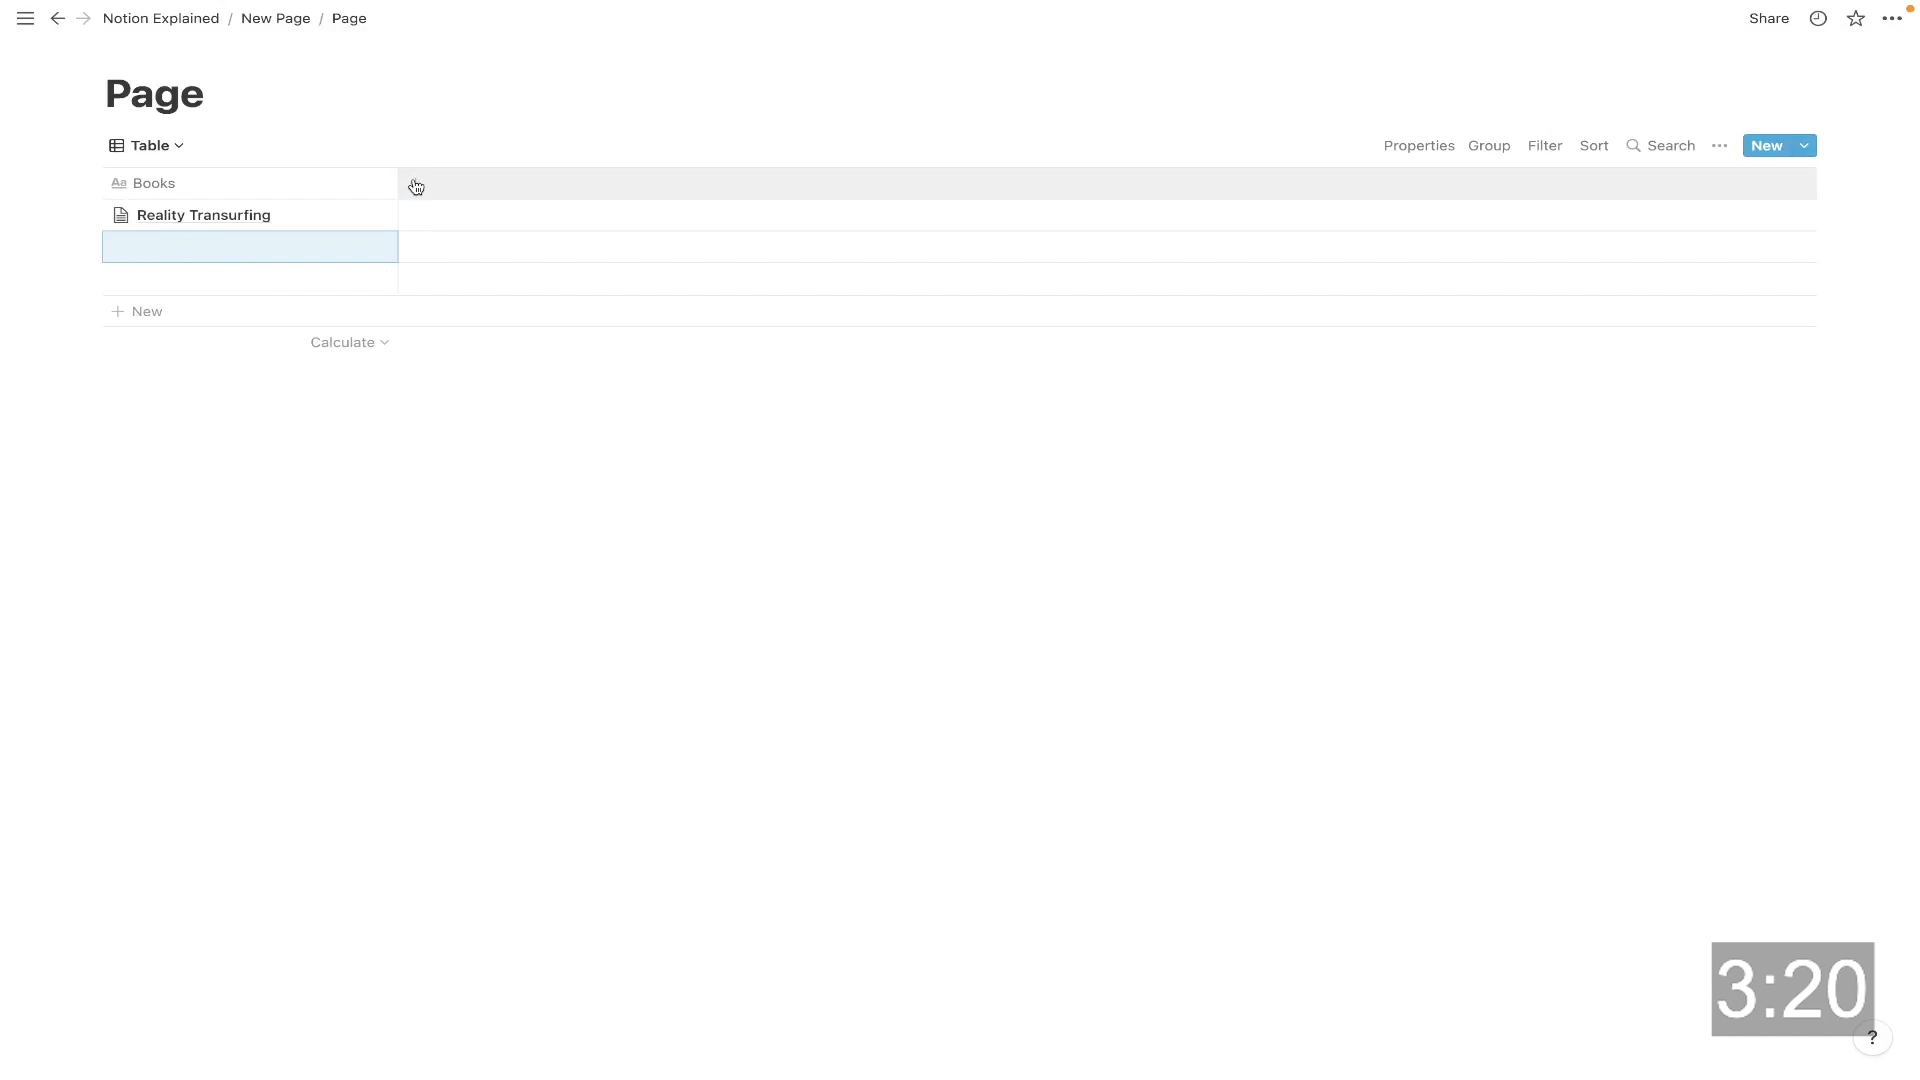 Notion Explained / New Page / Page
Share
Page
Table
Properties Group Filter Sort Search
New
Aa Books
Reality Transurfing
+ New
Calculate
3:20
?